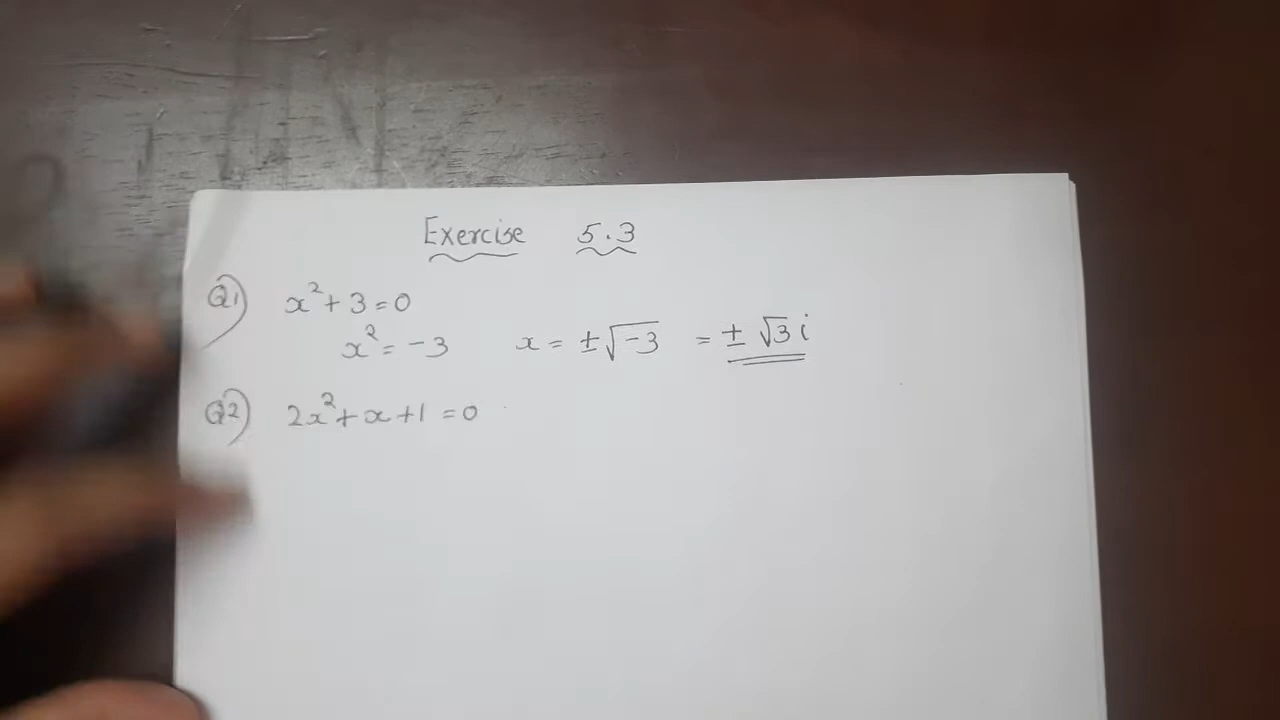 Exercise 5.3
Q1) x²+3=0
x²=-3 x=±√-3 =±√3 i
Q2) 2x²+x+1=0